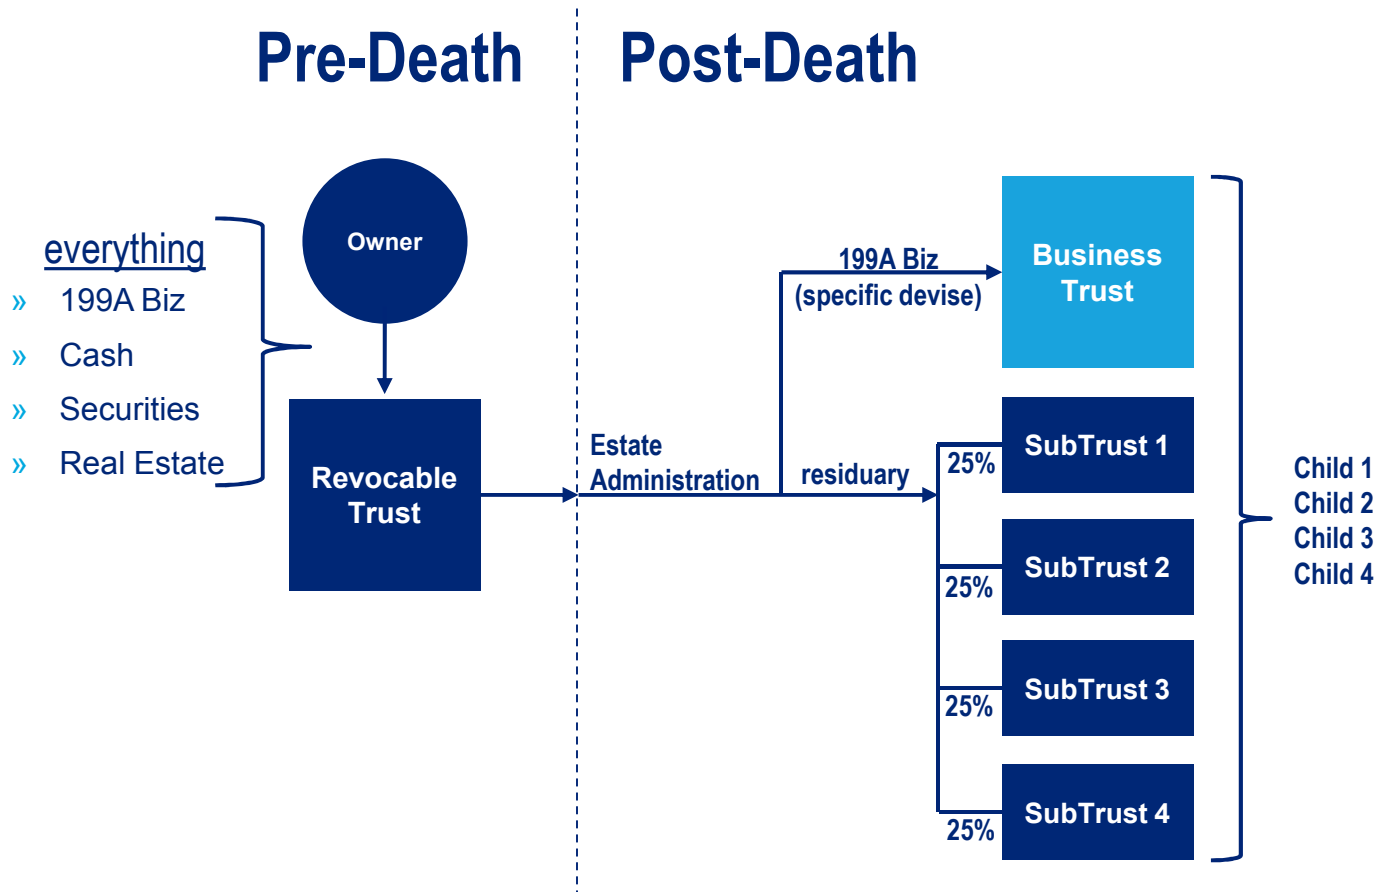 Pre-Death
Post-Death
everything
» 199A Biz
» Cash
» Securities
» Real Estate
Owner
Revocable
Trust
Estate
Administration
199A Biz
(specific devise)
residuary
Business
Trust
25%
SubTrust 1
25%
SubTrust 2
25%
SubTrust 3
25%
SubTrust 4
Child 1
Child 2
Child 3
Child 4